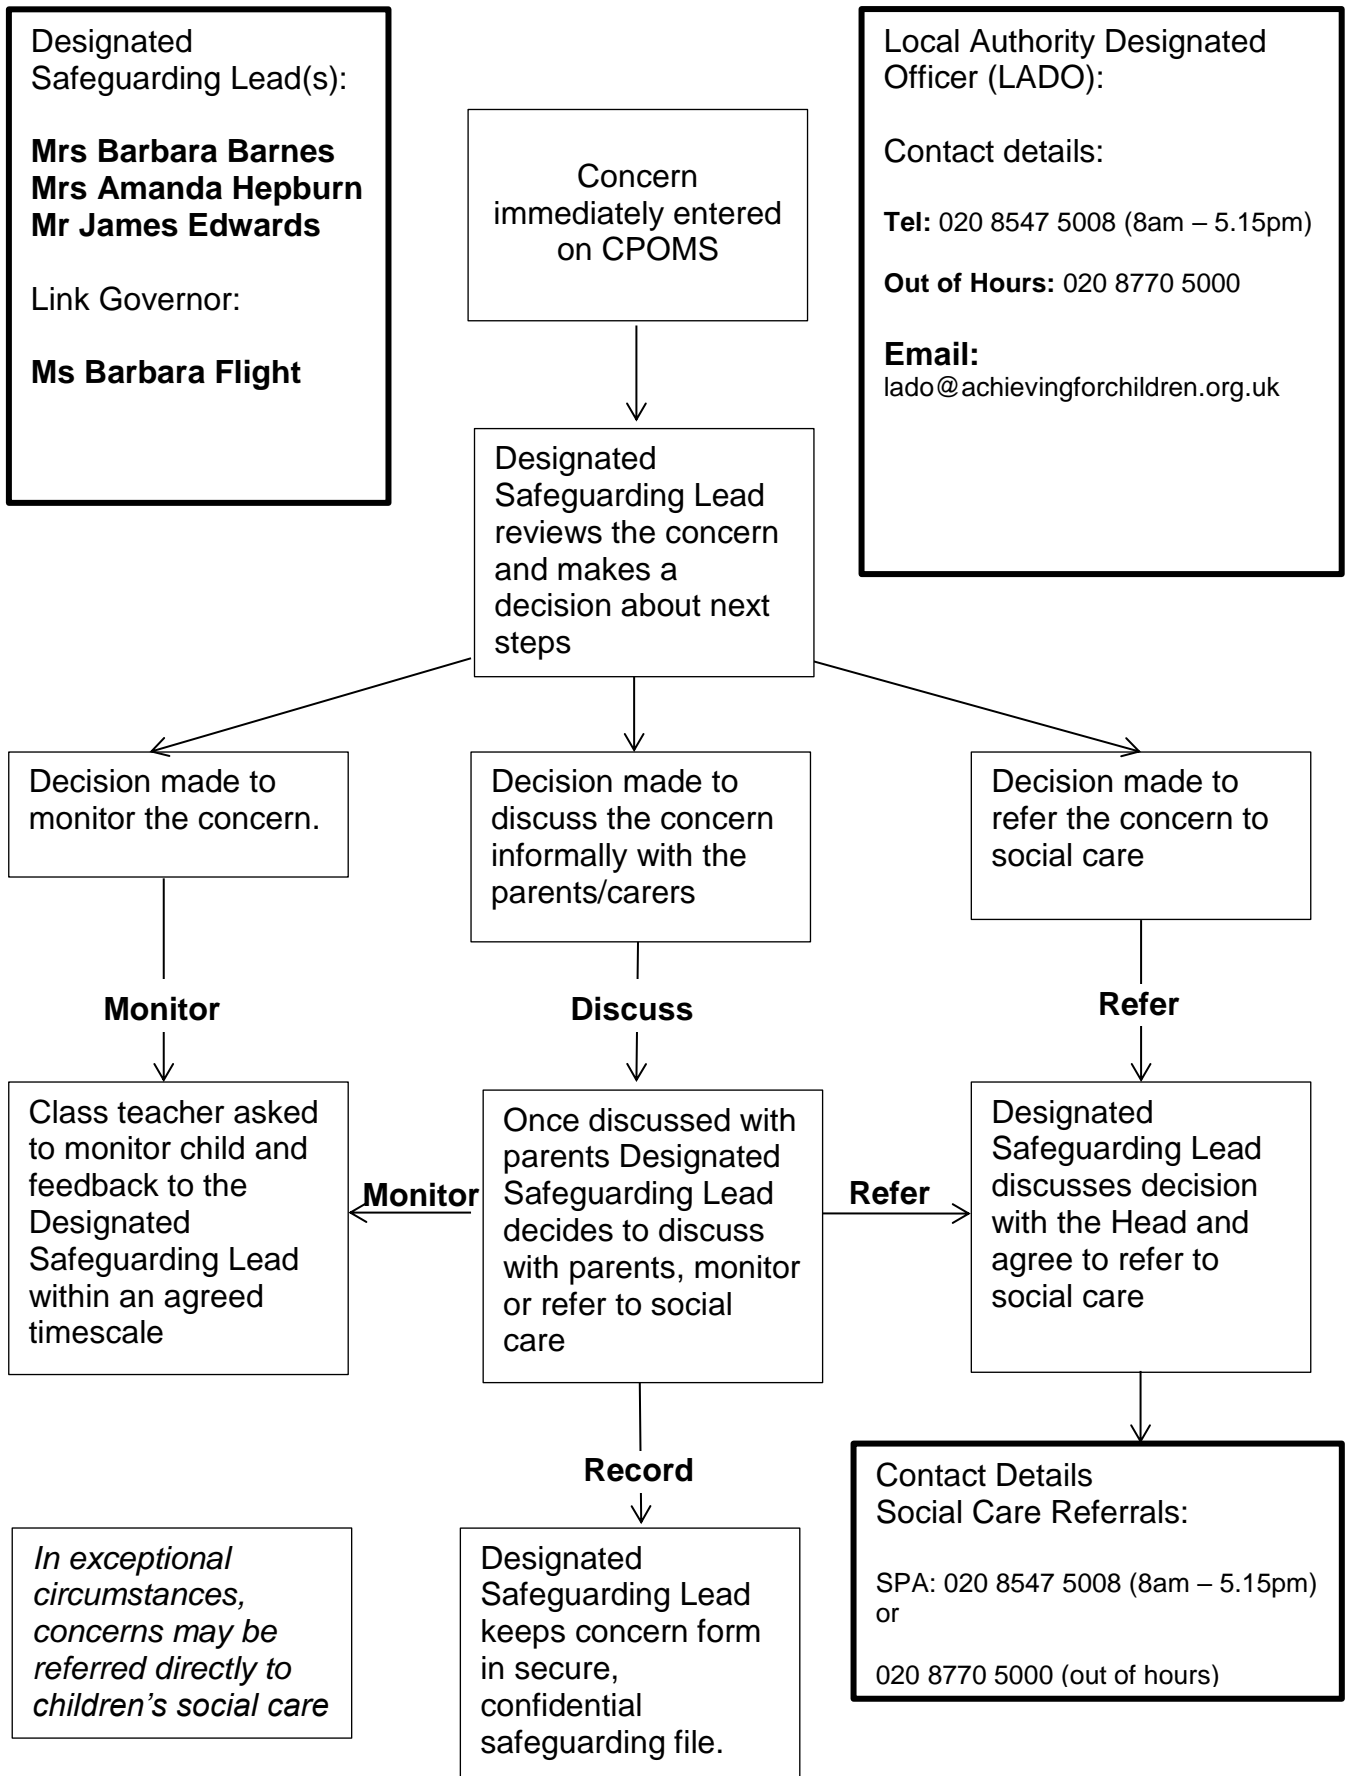 Designated
Safeguarding Lead(s):
Mrs Barbara Barnes
Mrs Amanda Hepburn
Mr James Edwards
Link Governor:
Ms Barbara Flight
Concern
immediately entered
on CPOMS
Local Authority Designated
Officer (LADO):
Contact details:
Tel: 020 8547 5008 (8am – 5.15pm)
Out of Hours: 020 8770 5000
Email:
lado@achievingforchildren.org.uk
Designated
Safeguarding Lead
reviews the concern
and makes a
decision about next
steps
Decision made to
monitor the concern.
Decision made to
discuss the concern
informally with the
parents/carers
Decision made to
refer the concern to
social care
Monitor
Discuss
Refer
Class teacher asked
to monitor child and
feedback to the
Designated
Safeguarding Lead
within an agreed
timescale
Monitor
Once discussed with
parents Designated
Safeguarding Lead
decides to discuss
with parents, monitor
or refer to social
care
Refer
Designated
Safeguarding Lead
discusses decision
with the Head and
agree to refer to
social care
Record
In exceptional
circumstances,
concerns may be
referred directly to
children’s social care
Designated
Safeguarding Lead
keeps concern form
in secure,
confidential
safeguarding file.
Contact Details
Social Care Referrals:
SPA: 020 8547 5008 (8am – 5.15pm)
or
020 8770 5000 (out of hours)